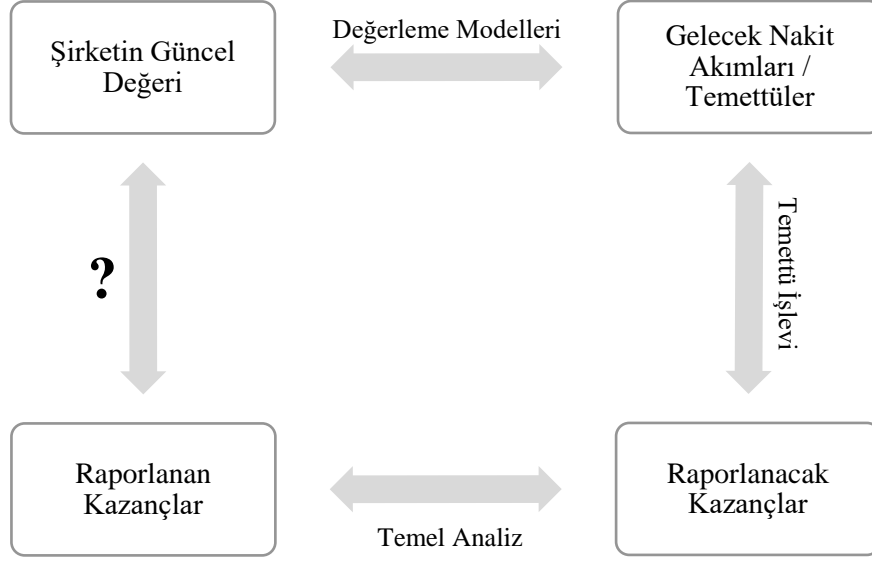 Şirketin Güncel
Değeri
Değerleme Modelleri
Gelecek Nakit
Akımları /
Temettüler
?
Temettü İşlevi
Raporlanan
Kazançlar
Temel Analiz
Raporlanacak
Kazançlar